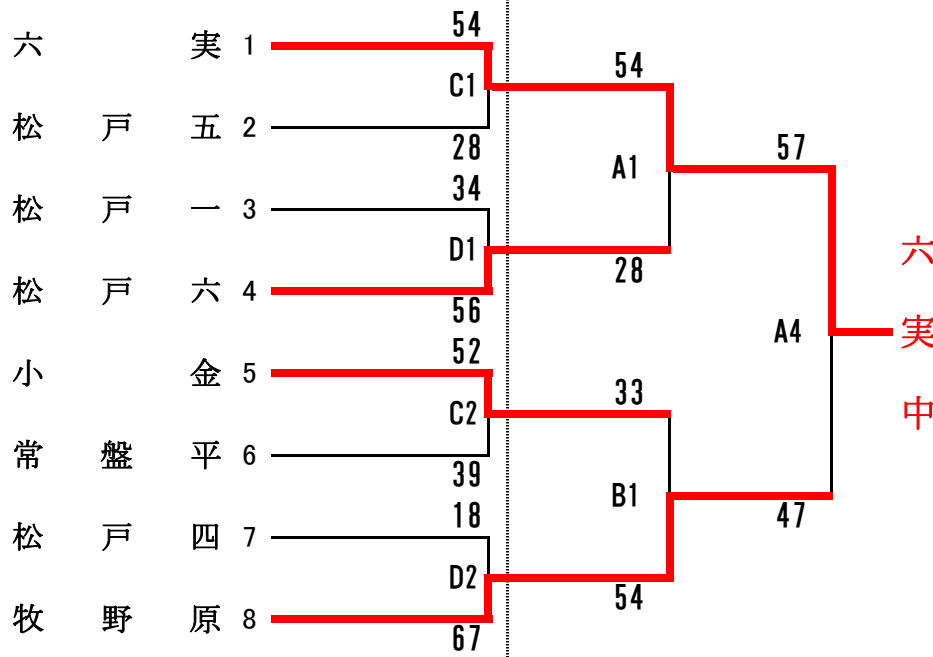 54
六実 1
54
C1
松戸五 2
28
57
A1
34
松戸一 3
D1
28
六実中
松戸六 4
56
A4
52
小金 5
33
C2
常盤平 6
39
B1
18
47
松戸四 7
D2
54
牧野原 8
67